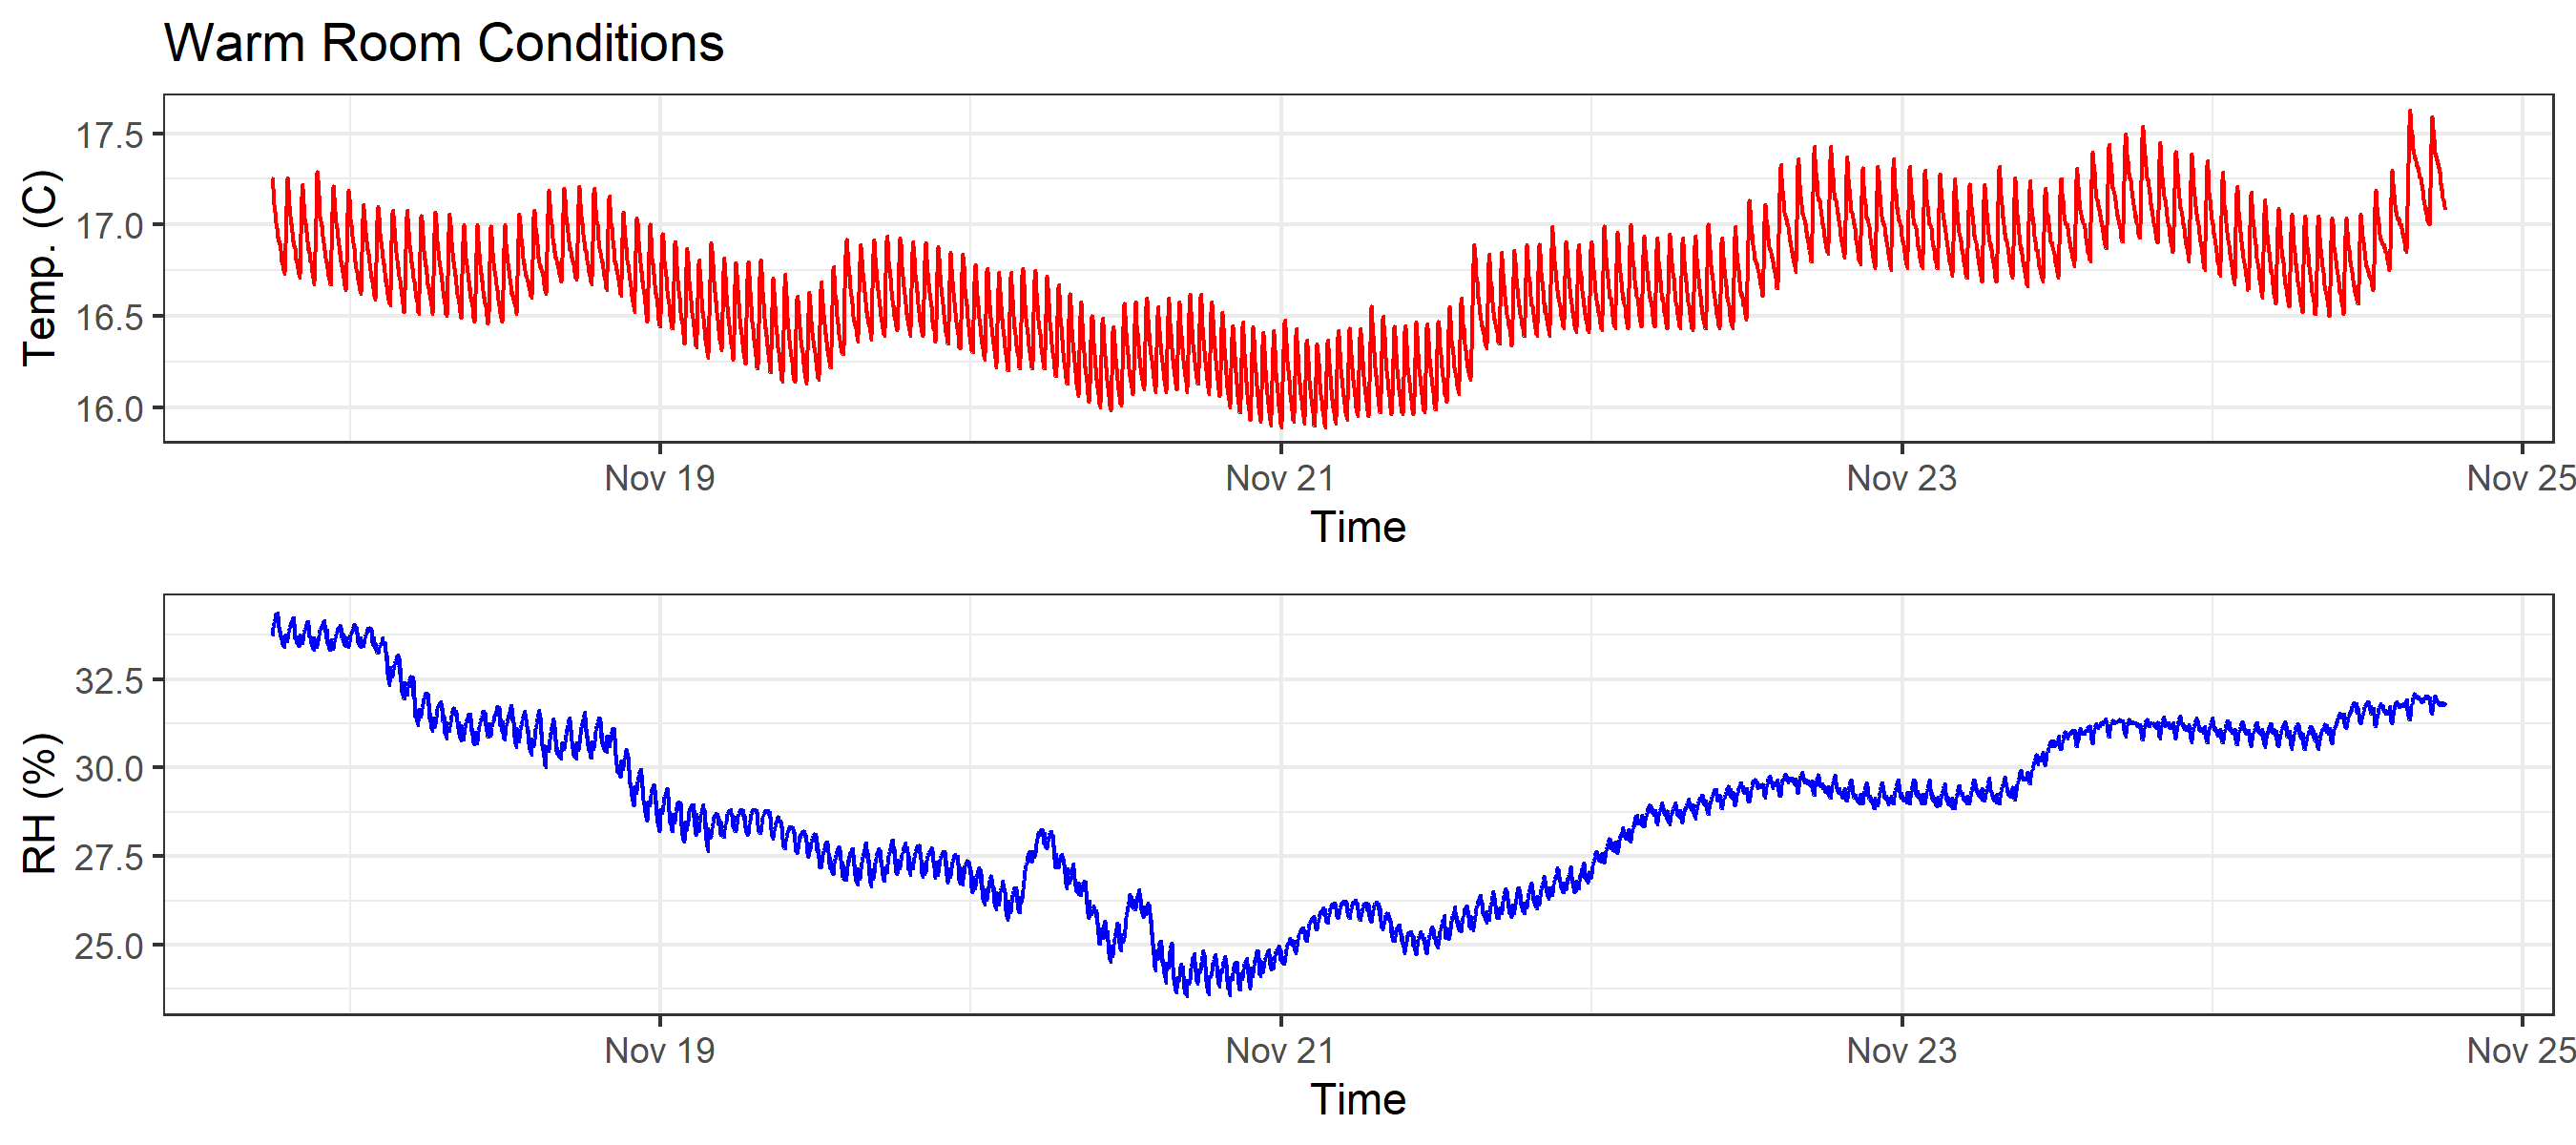 Warm Room Conditions
Temp. (C)
17.5
17.0
16.5
16.0
Nov 19 Nov 21 Nov 23 Nov 25
Time
RH (%)
32.5
30.0
27.5
25.0
Nov 19 Nov 21 Nov 23 Nov 25
Time